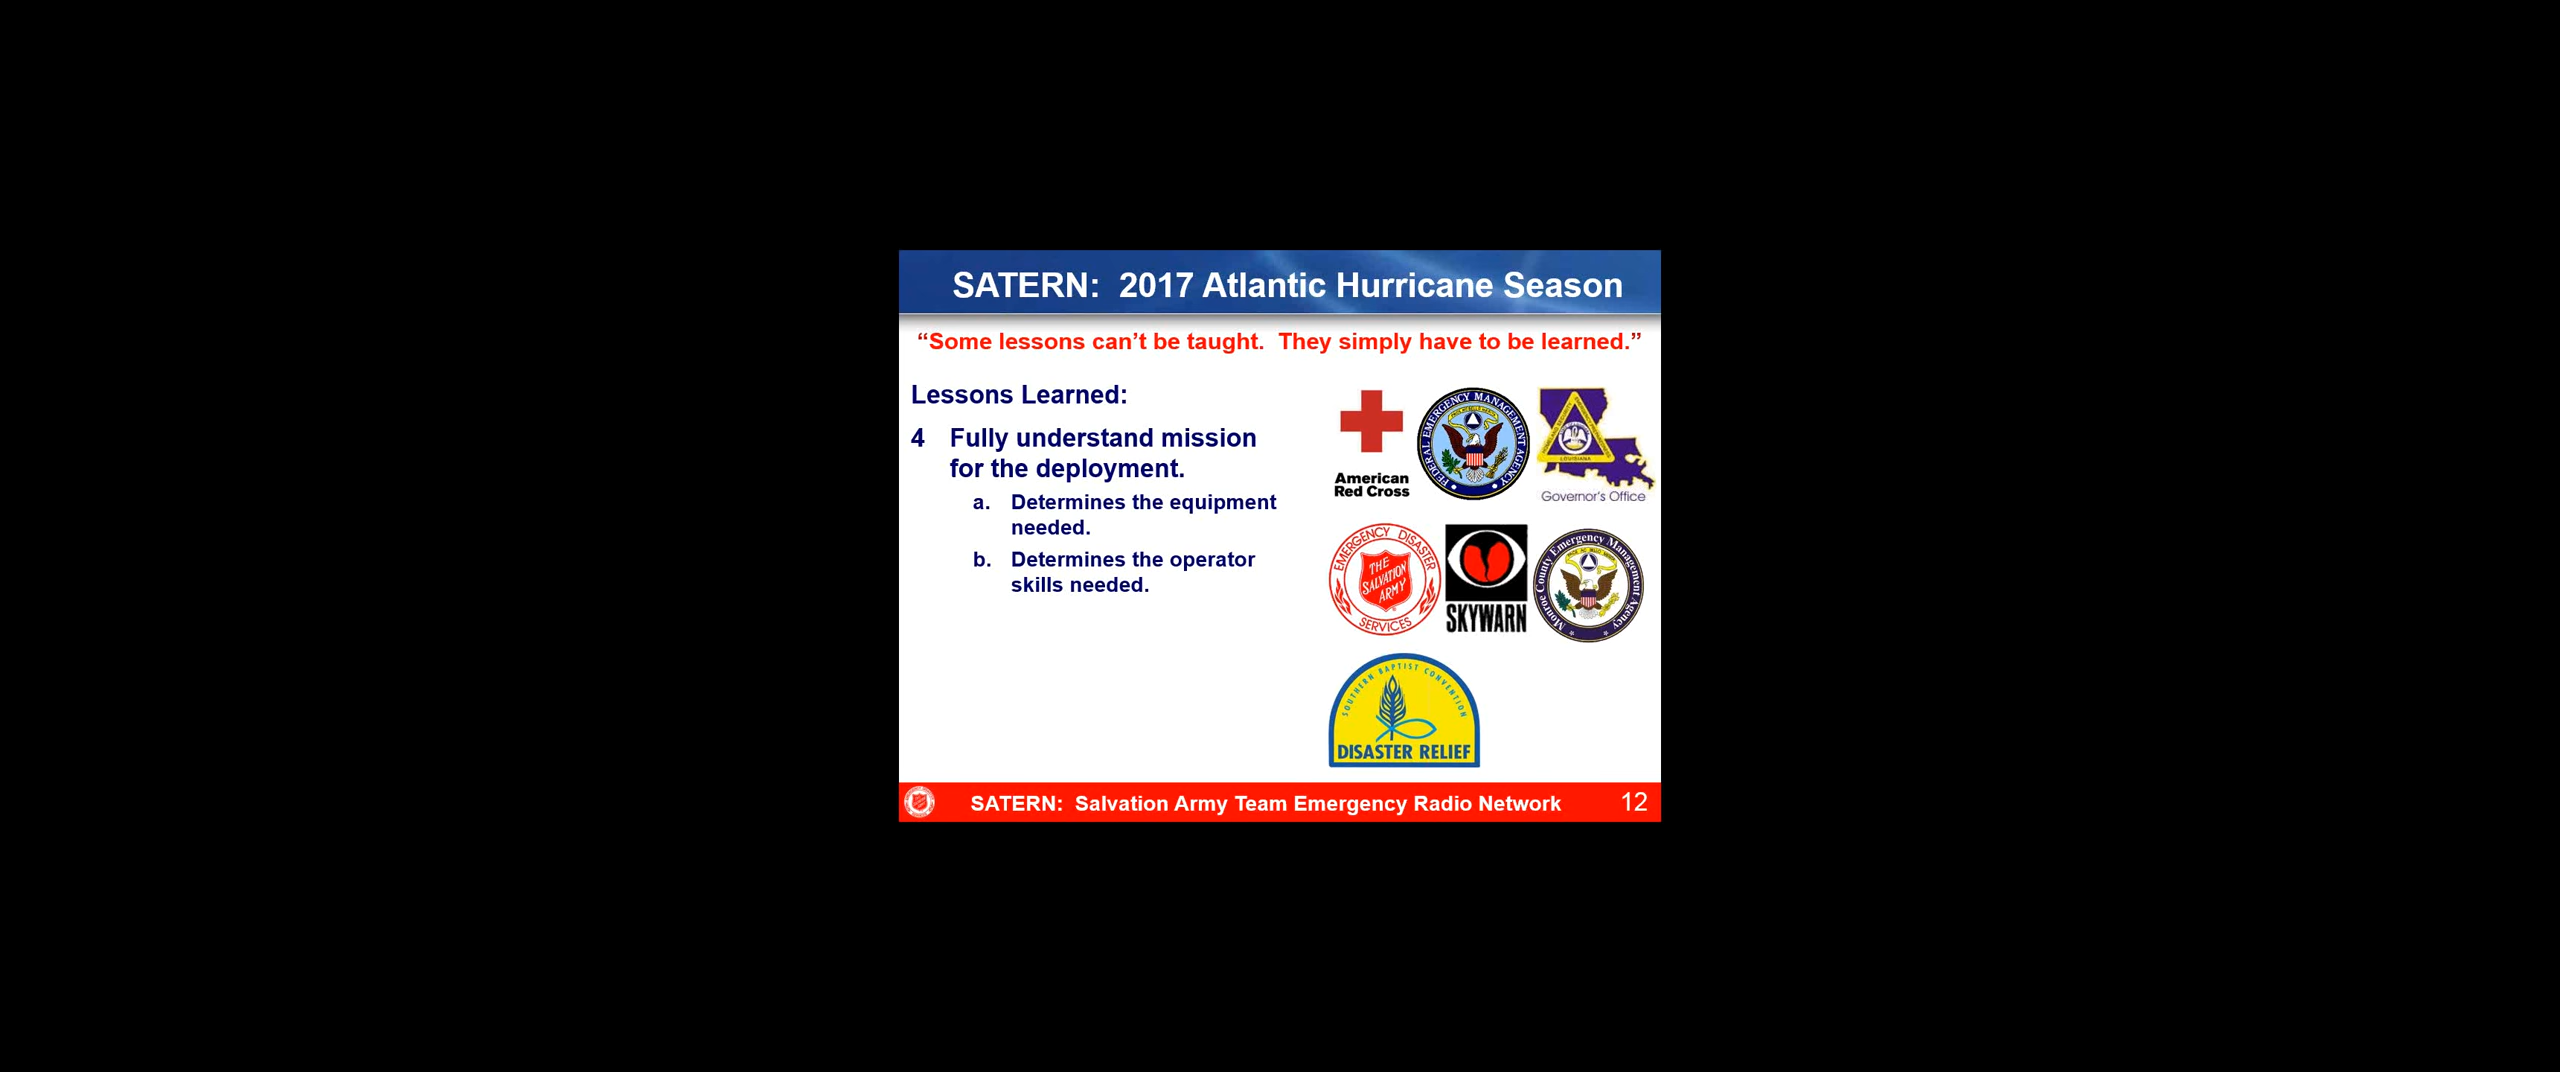 SATERN:  2017 Atlantic Hurricane Season
“Some lessons can’t be taught.  They simply have to be learned.”
Lessons Learned:
4 Fully understand mission
for the deployment.
a. Determines the equipment
needed.
b. Determines the operator
skills needed.
American
Red Cross
FEDERAL EMERGENCY MANAGEMENT AGENCY
LOUISIANA
Governor's Office
EMERGENCY DISASTER
THE
SALVATION
ARMY
SERVICES
SKYWARN
Monroe County Emergency Management Agency
SOUTHERN BAPTIST CONVENTION
DISASTER RELIEF
SATERN:  Salvation Army Team Emergency Radio Network
12